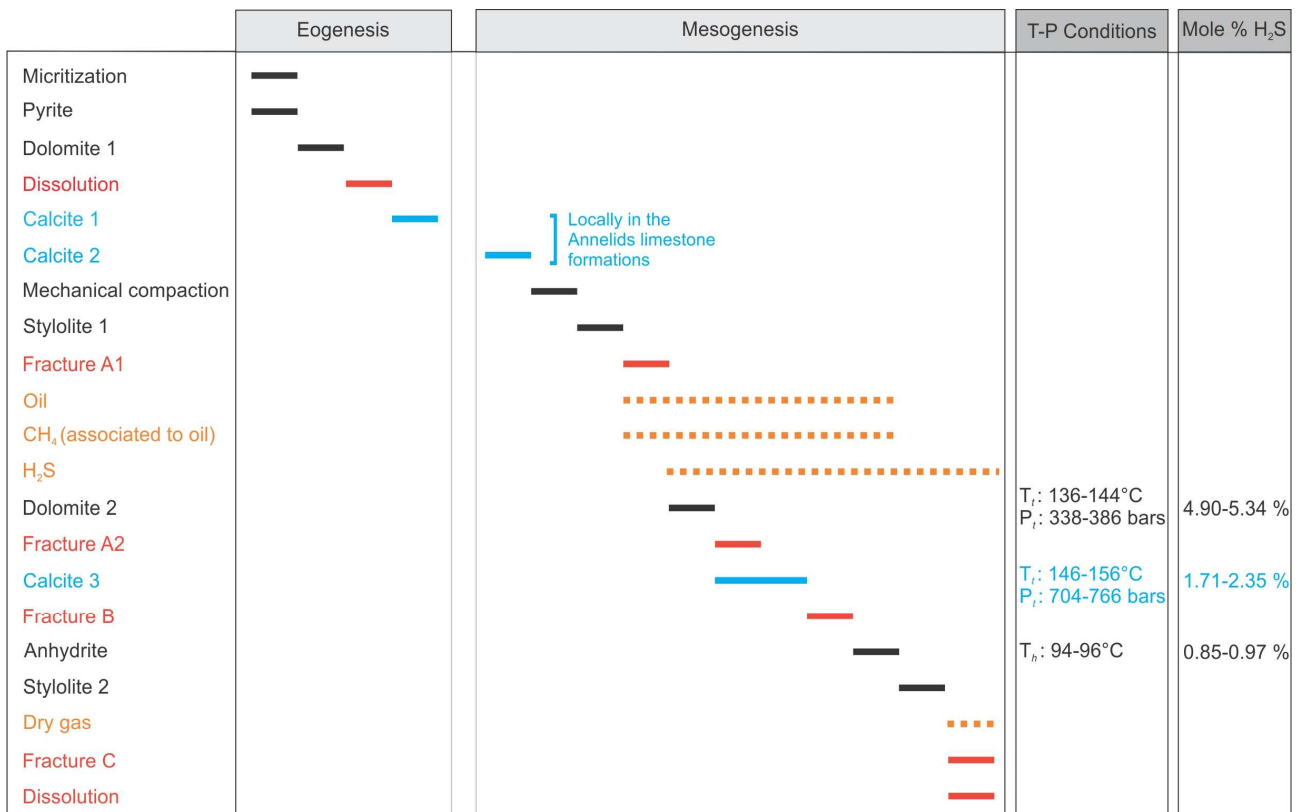 Eogenesis
Mesogenesis
T-P Conditions
Mole % H₂S
Micritization
Pyrite
Dolomite 1
Dissolution
Calcite 1
Locally in the
Annelids limestone
formations
Calcite 2
Mechanical compaction
Stylolite 1
Fracture A1
Oil
CH₄ (associated to oil)
H₂S
Dolomite 2
Tₜ: 136-144°C
Pₜ: 338-386 bars
4.90-5.34 %
Fracture A2
Calcite 3
Tₜ: 146-156°C
Pₜ: 704-766 bars
1.71-2.35 %
Fracture B
Anhydrite
Tₕ: 94-96°C
0.85-0.97 %
Stylolite 2
Dry gas
Fracture C
Dissolution